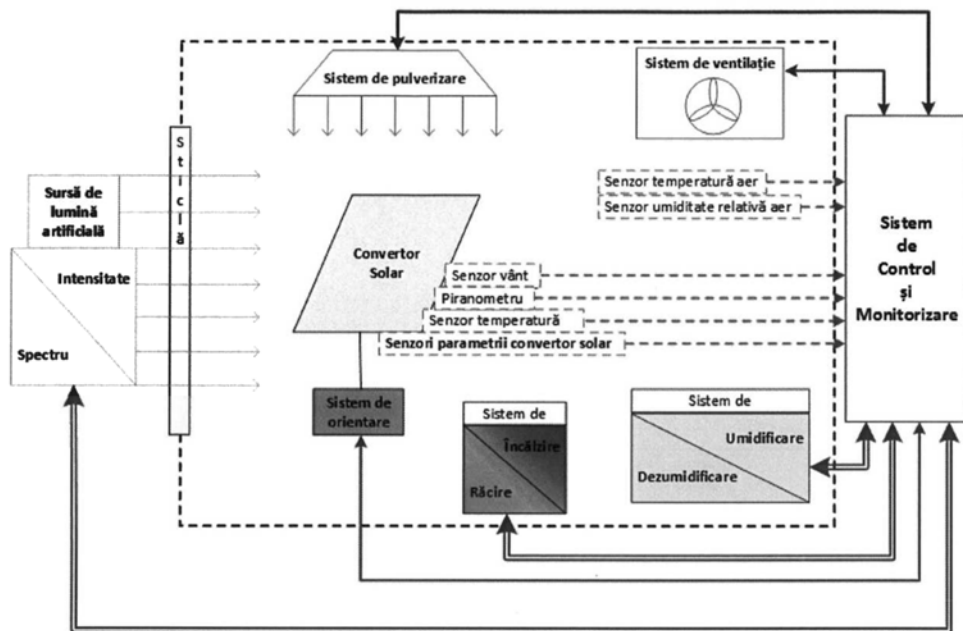 Sistem de pulverizare
Sistem de ventilație
Sticlă
Sursă de
lumină
artificială
Intensitate
Spectru
Senzor temperatură aer
Senzor umiditate relativă aer
Convertor
Solar
Senzor vânt
Piranometru
Senzor temperatură
Senzori parametrii convertor solar
Sistem
de
Control
și
Monitorizare
Sistem de
orientare
Sistem de
Încălzire
Răcire
Sistem de
Umidificare
Dezumidificare